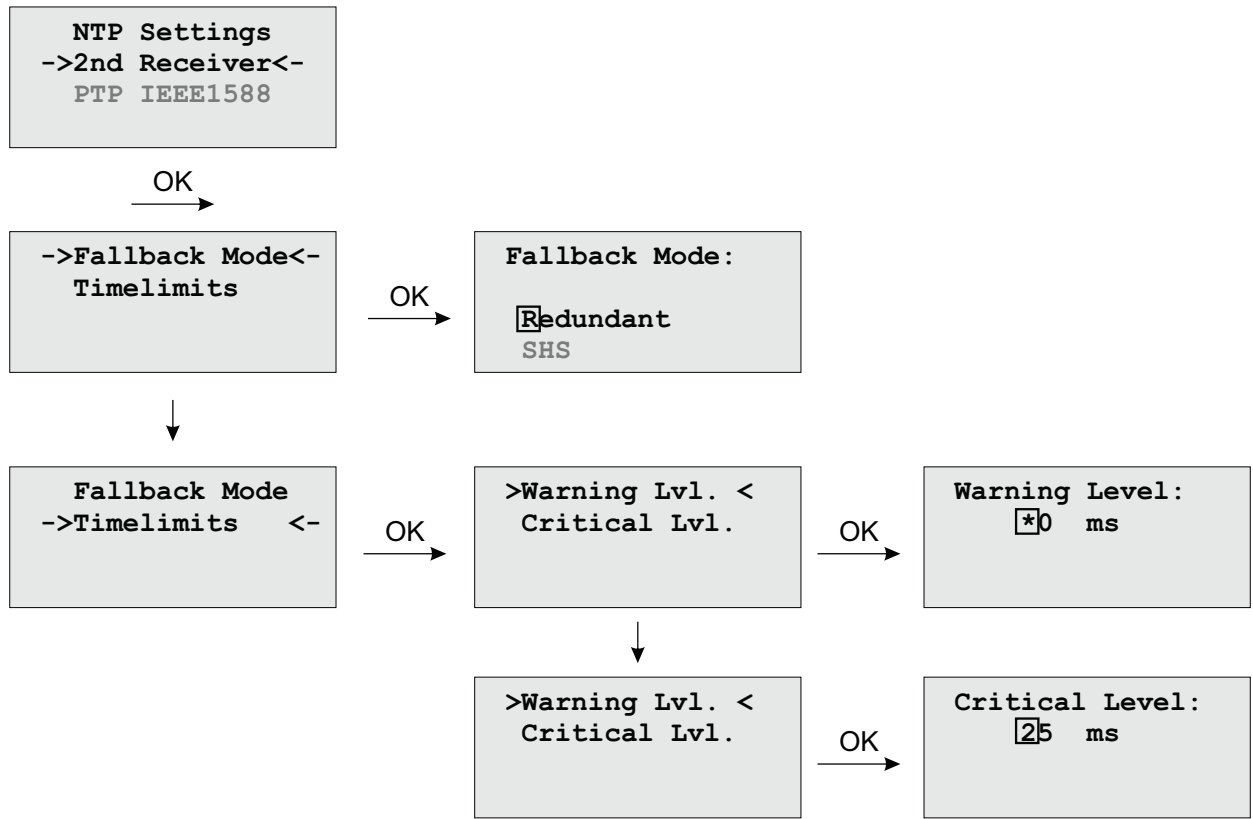 NTP Settings
->2nd Receiver<-
PTP IEEE1588
OK
->Fallback Mode<-
Timelimits
OK
Fallback Mode:
Redundant
SHS
Fallback Mode
->Timelimits <-
OK
>Warning Lvl. <
Critical Lvl.
OK
Warning Level:
*0 ms
>Warning Lvl. <
Critical Lvl.
OK
Critical Level:
25 ms